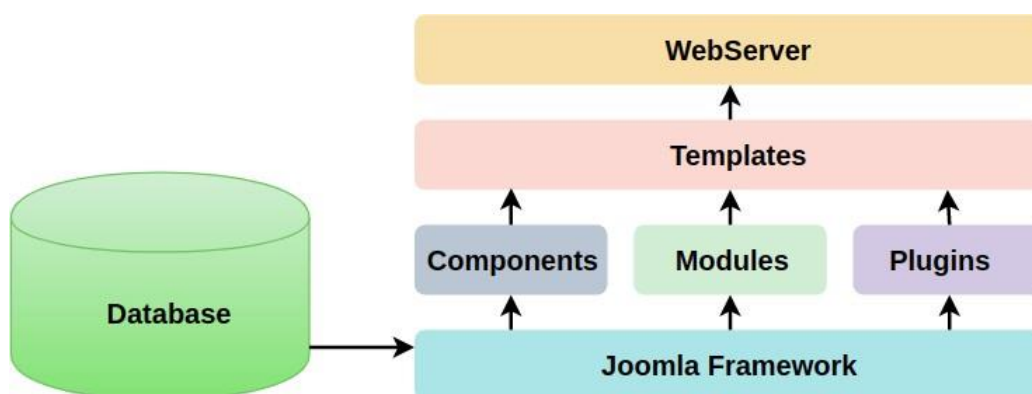 WebServer
Templates
Components
Modules
Plugins
Database
Joomla Framework